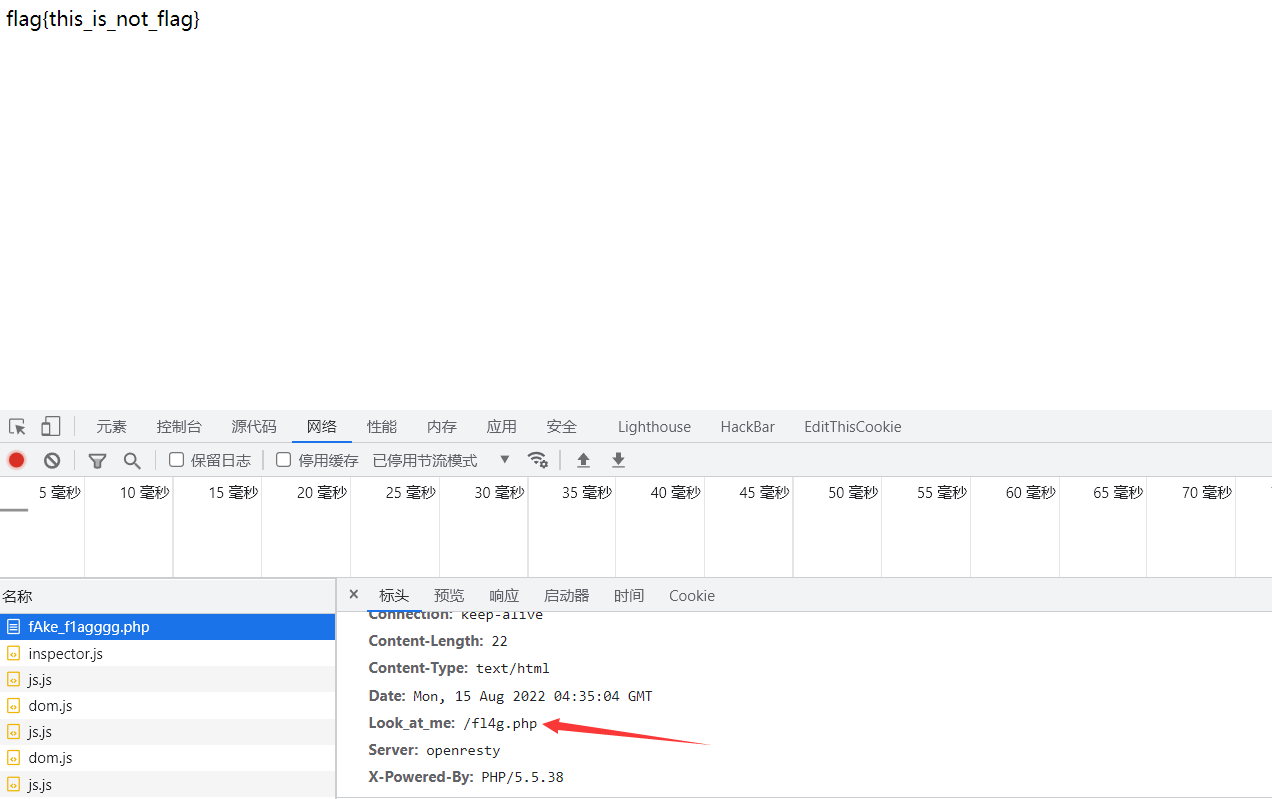 flag{this_is_not_flag}
元素 控制台 源代码 网络 性能 内存 应用 安全 Lighthouse HackBar EditThisCookie
保留日志 停用缓存 已停用节流模式
5 毫秒 10 毫秒 15 毫秒 20 毫秒 25 毫秒 30 毫秒 35 毫秒 40 毫秒 45 毫秒 50 毫秒 55 毫秒 60 毫秒 65 毫秒 70 毫秒
名称
× 标头 预览 响应 启动器 时间 Cookie
fAke_f1agggg.php
inspector.js
js.js
dom.js
js.js
dom.js
js.js
Connection: keep-alive
Content-Length: 22
Content-Type: text/html
Date: Mon, 15 Aug 2022 04:35:04 GMT
Look_at_me: /fl4g.php
Server: openresty
X-Powered-By: PHP/5.5.38